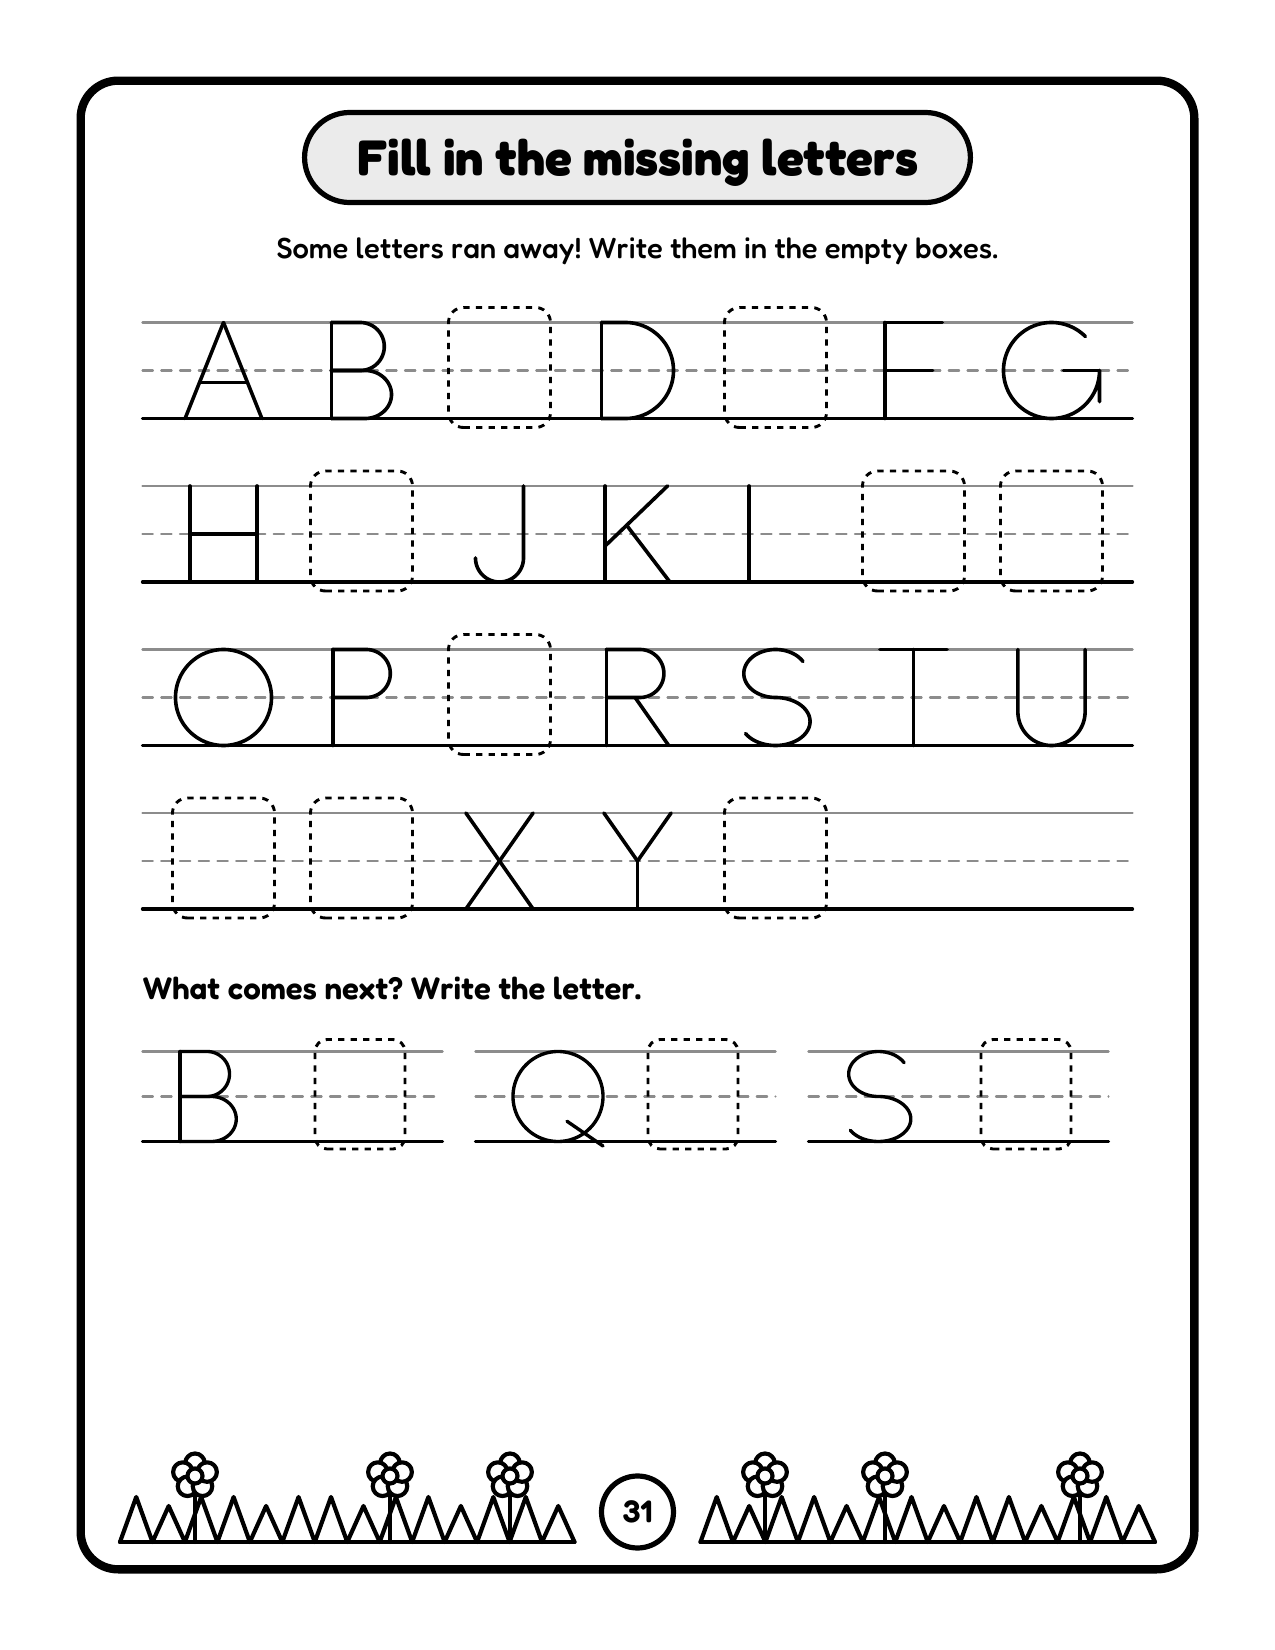 Fill in the missing letters
Some letters ran away! Write them in the empty boxes.
A B D F G
H J K L
O P R S T U
X Y
What comes next? Write the letter.
B Q S
31